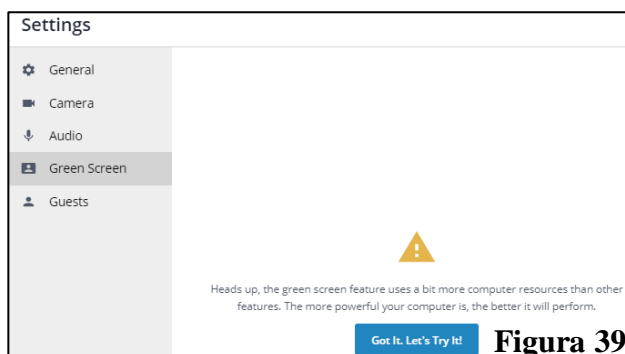 Settings
General
Camera
Audio
Green Screen
Guests
Heads up, the green screen feature uses a bit more computer resources than other
features. The more powerful your computer is, the better it will perform.
Got It. Let's Try It!
Figura 39